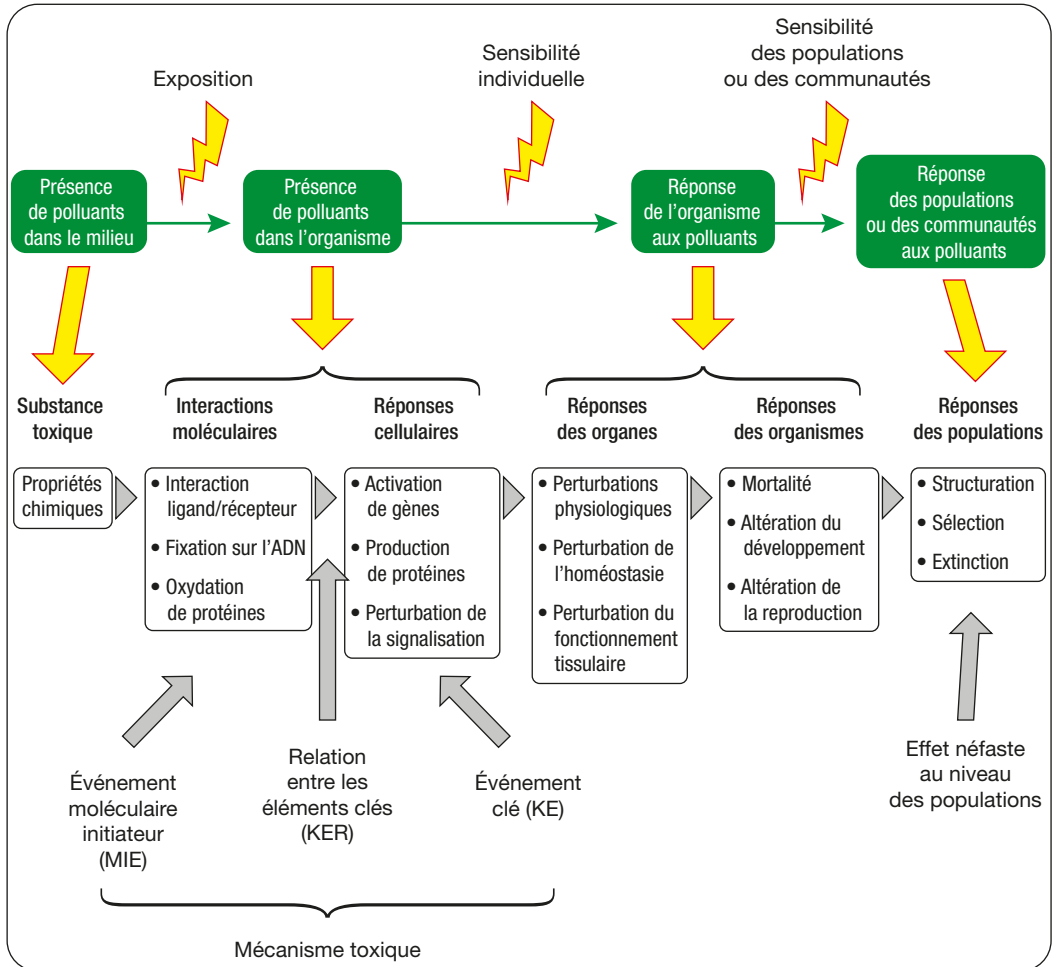 Exposition
Sensibilité
individuelle
Sensibilité
des populations
ou des communautés
Présence
de polluants
dans le milieu
Présence
de polluants
dans l'organisme
Réponse
de l'organisme
aux polluants
Réponse
des populations
ou des communautés
aux polluants
Substance
toxique
Interactions
moléculaires
Réponses
cellulaires
Réponses
des organes
Réponses
des organismes
Réponses
des populations
Propriétés
chimiques
• Interaction
ligand/récepteur
• Fixation sur l'ADN
• Oxydation
de protéines
• Activation
de gènes
• Production
de protéines
• Perturbation de
la signalisation
• Perturbations
physiologiques
• Perturbation de
l'homéostasie
• Perturbation du
fonctionnement
tissulaire
• Mortalité
• Altération du
développement
• Altération de
la reproduction
• Structuration
• Sélection
• Extinction
Événement
moléculaire
initiateur
(MIE)
Relation
entre les
éléments clés
(KER)
Événement
clé (KE)
Effet néfaste
au niveau
des populations
Mécanisme toxique